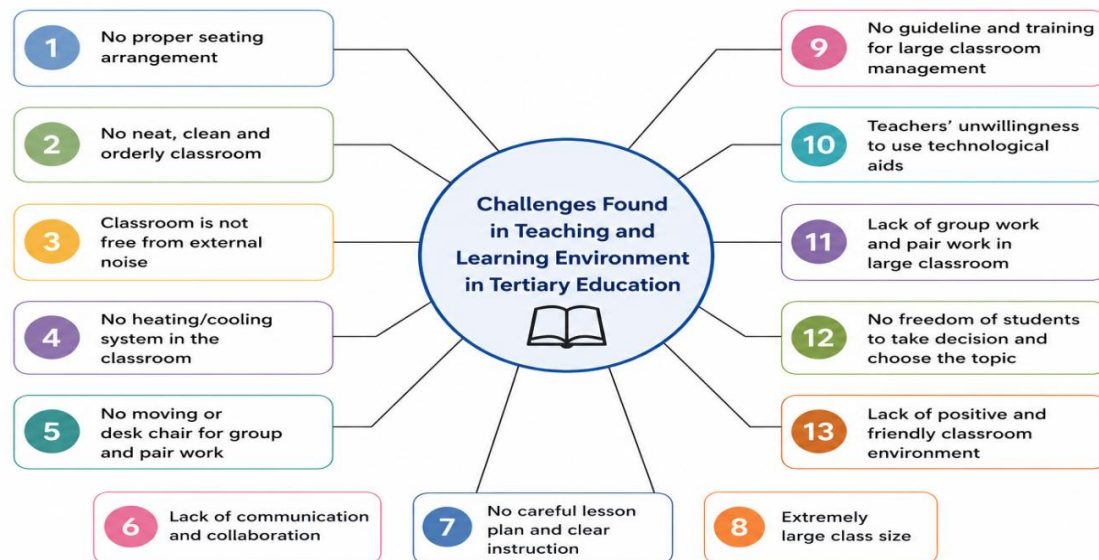 Challenges Found
in Teaching and
Learning Environment
in Tertiary Education
1
No proper seating
arrangement
2
No neat, clean and
orderly classroom
3
Classroom is not
free from external
noise
4
No heating/cooling
system in the
classroom
5
No moving or
desk chair for group
and pair work
6
Lack of communication
and collaboration
7
No careful lesson
plan and clear
instruction
8
Extremely
large class size
9
No guideline and training
for large classroom
management
10
Teachers’ unwillingness
to use technological
aids
11
Lack of group work
and pair work in
large classroom
12
No freedom of students
to take decision and
choose the topic
13
Lack of positive and
friendly classroom
environment